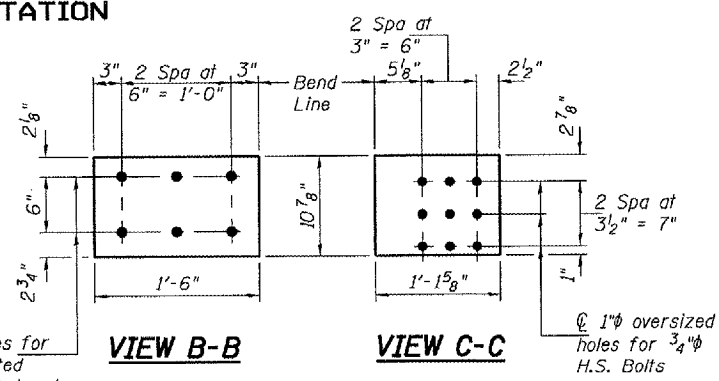 TATION
2 Spa at
3" = 6"
3"
2 Spa at
6" = 1'-0"
3"
Bend
Line
5 1/8"
2 1/2"
2 1/8"
6"
2 3/4"
10 7/8"
2 7/8"
2 Spa at
3 1/2" = 7"
1"
1'-6"
1'-1 5/8"
es for
ted
VIEW B-B
VIEW C-C
℄ 1"φ oversized
holes for 3/4"φ
H.S. Bolts